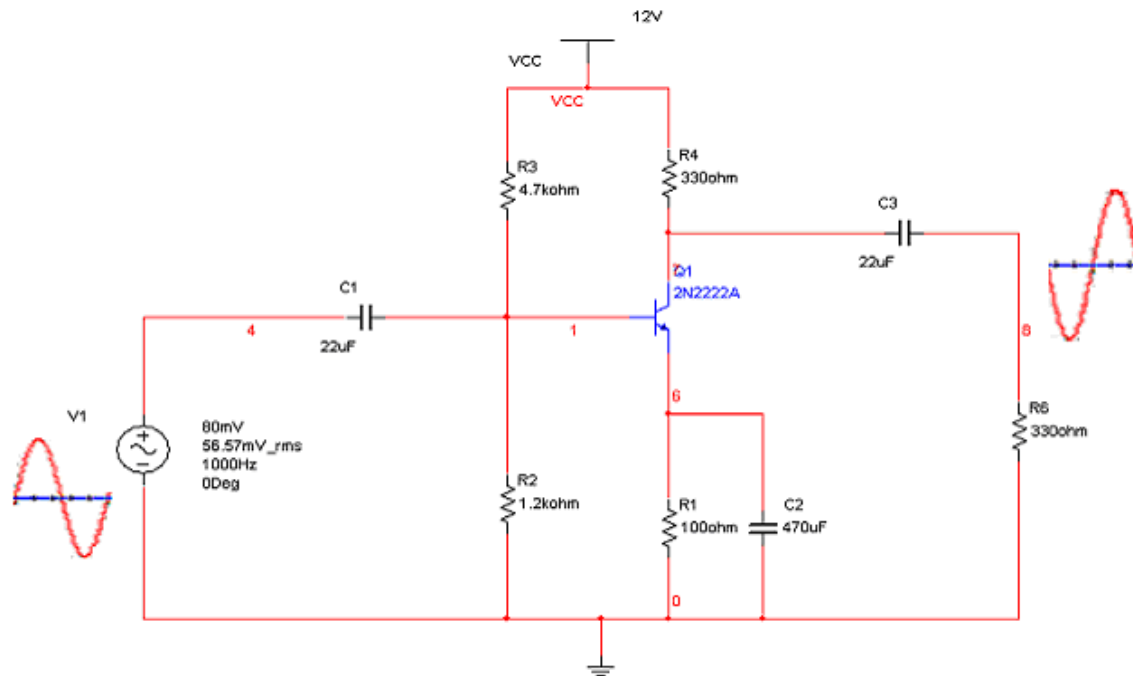 12V
VCC
VCC
R3
4.7kohm
R4
330ohm
C3
22uF
Q1
2N2222A
C1
22uF
4
1
8
6
V1
80mV
56.57mV_rms
1000Hz
0Deg
R6
330ohm
R2
1.2kohm
R1
100ohm
C2
470uF
0